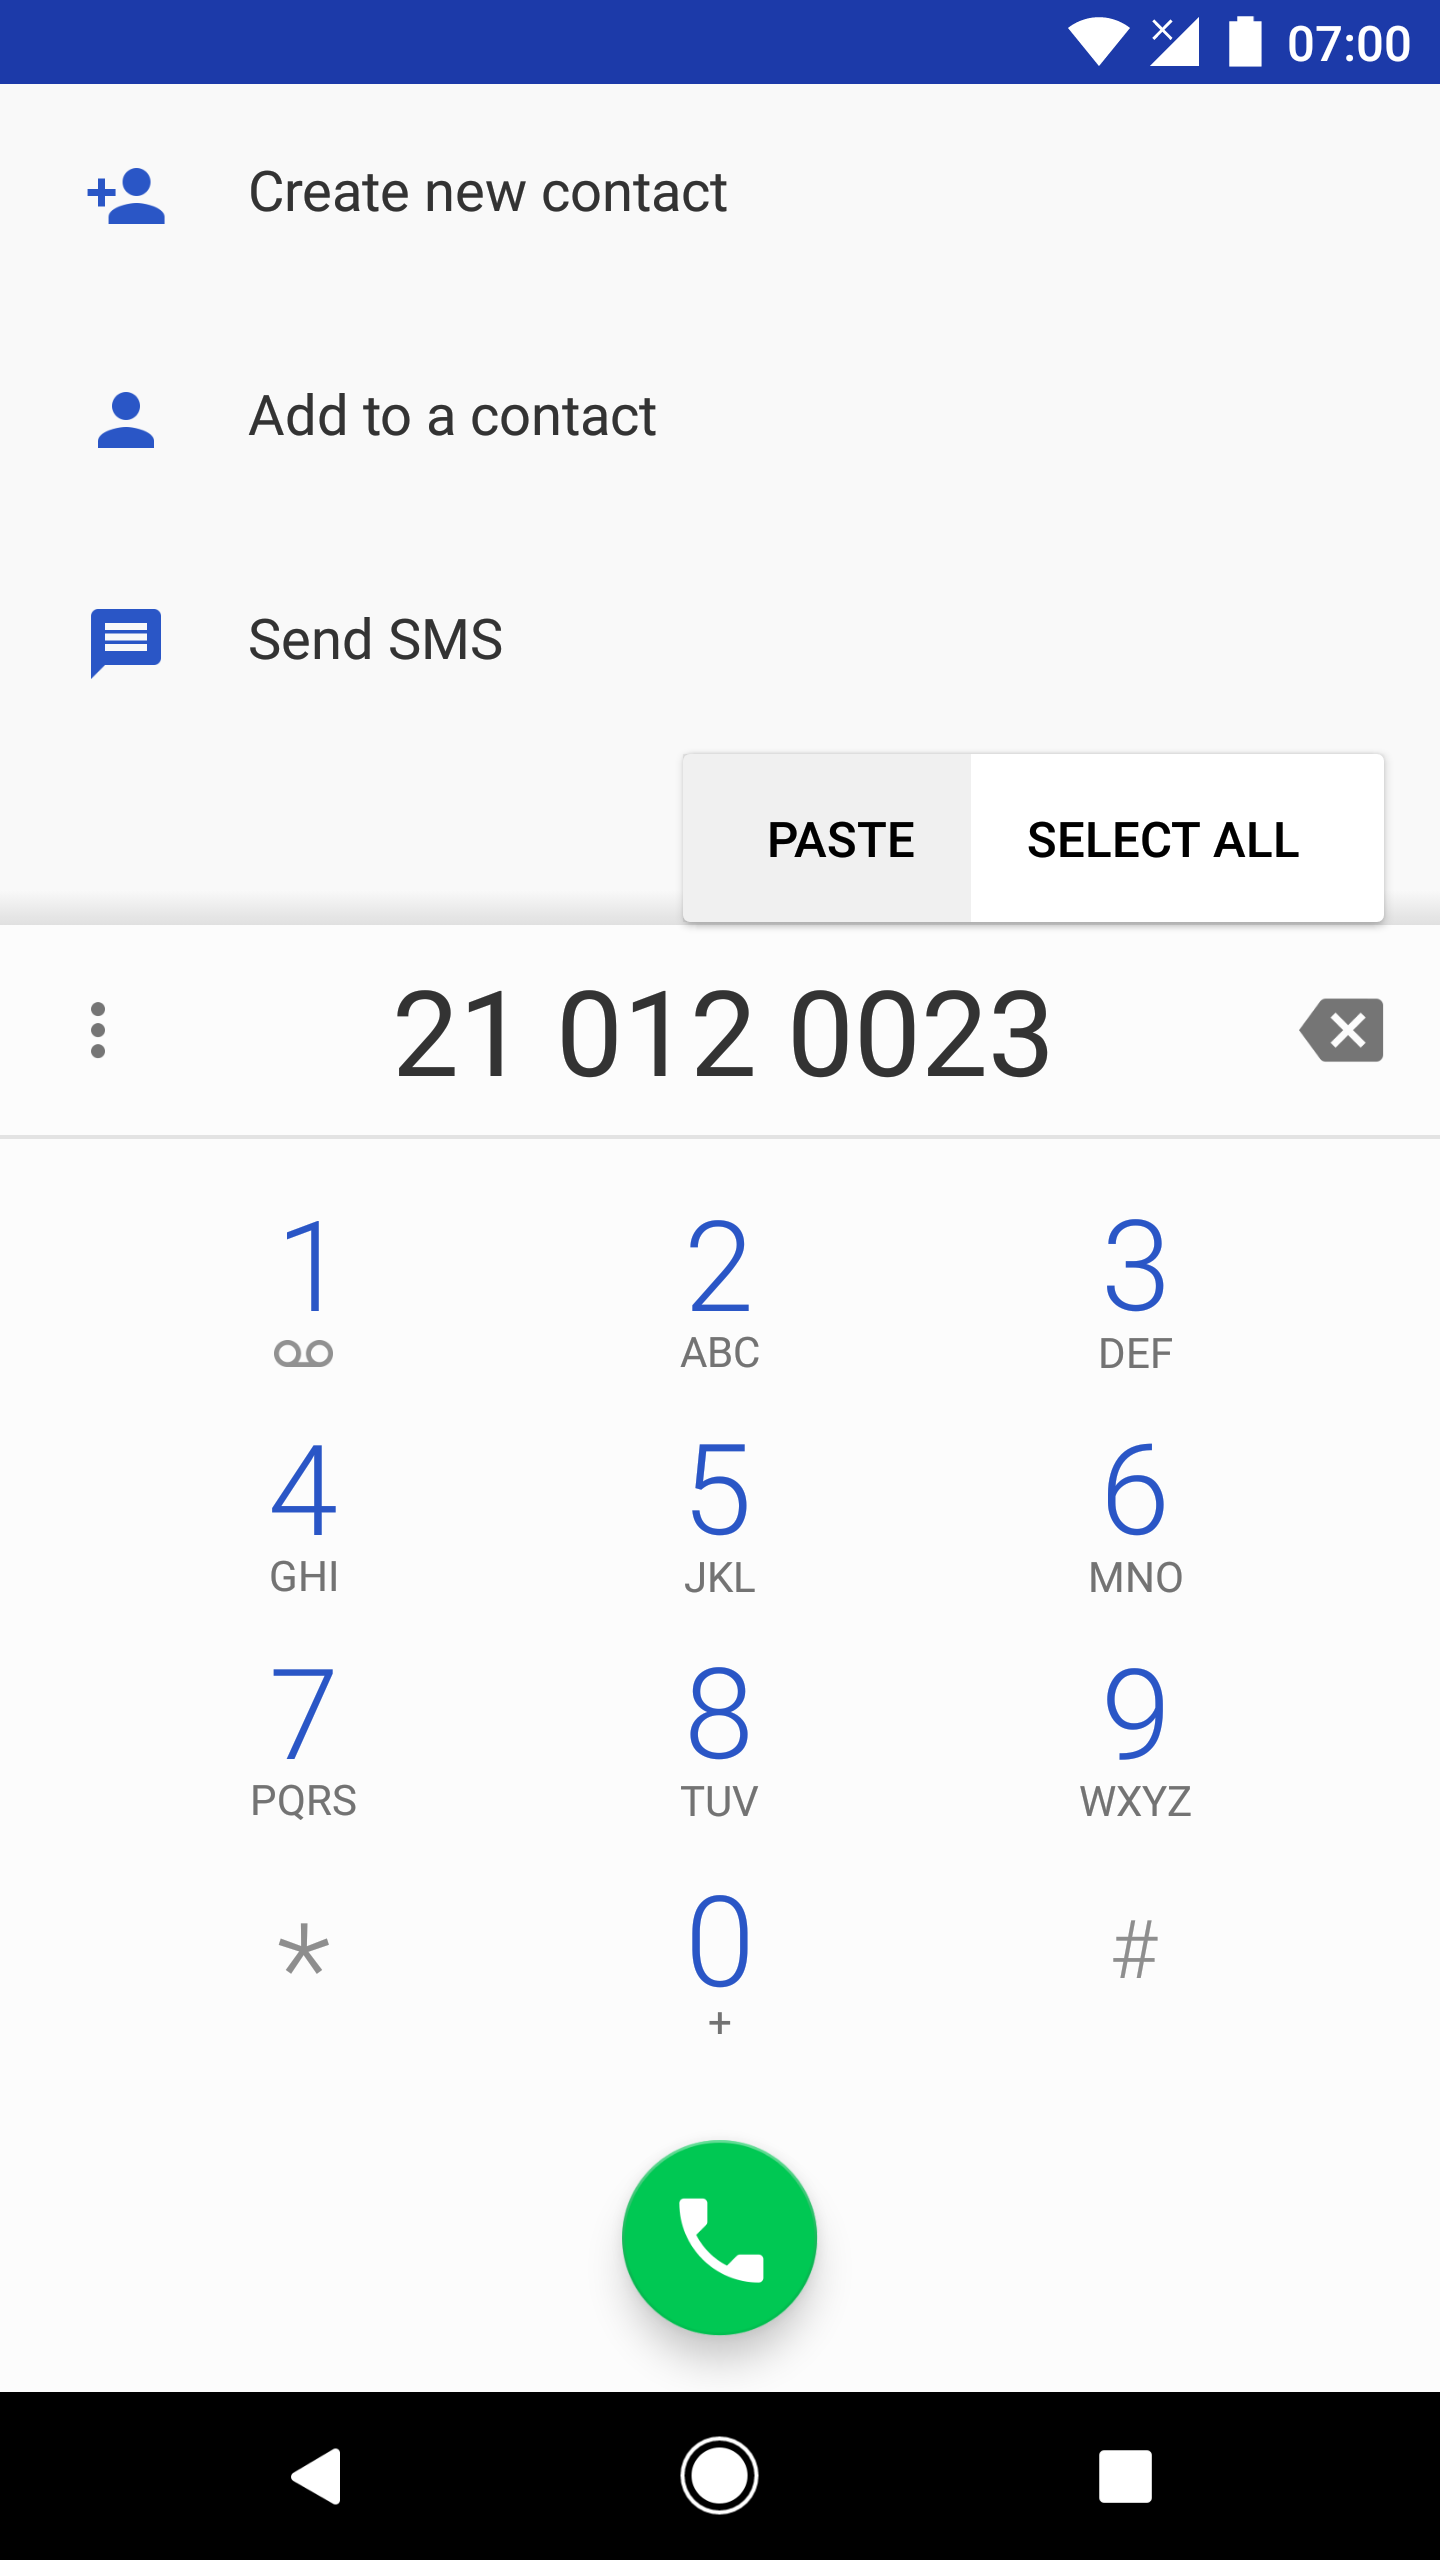 07:00
Create new contact
Add to a contact
Send SMS
PASTE SELECT ALL
21 012 0023
1 2 3
ABC DEF
4 5 6
GHI JKL MNO
7 8 9
PQRS TUV WXYZ
* 0 #
+